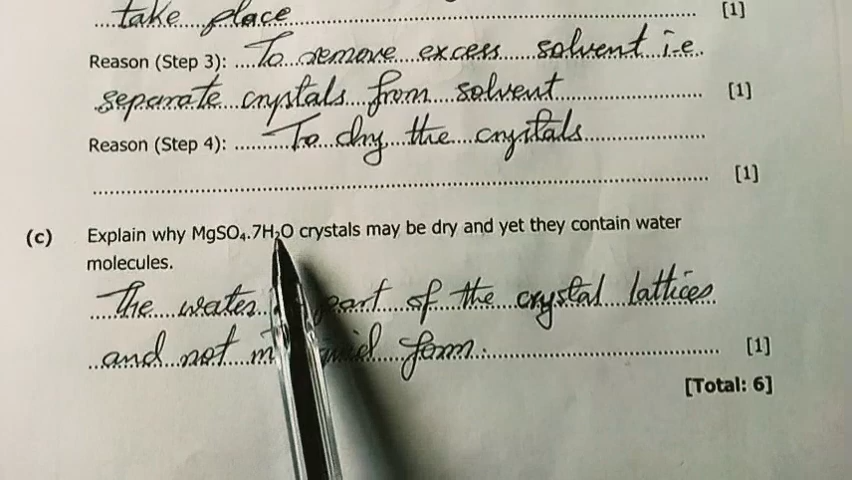 take place [1]
Reason (Step 3): To remove excess solvent i.e.
separate crystals from solvent [1]
Reason (Step 4): To dry the crystals
[1]
(c) Explain why MgSO₄.7H₂O crystals may be dry and yet they contain water
molecules.
The water part of the crystal lattices
and not form. [1]
[Total: 6]